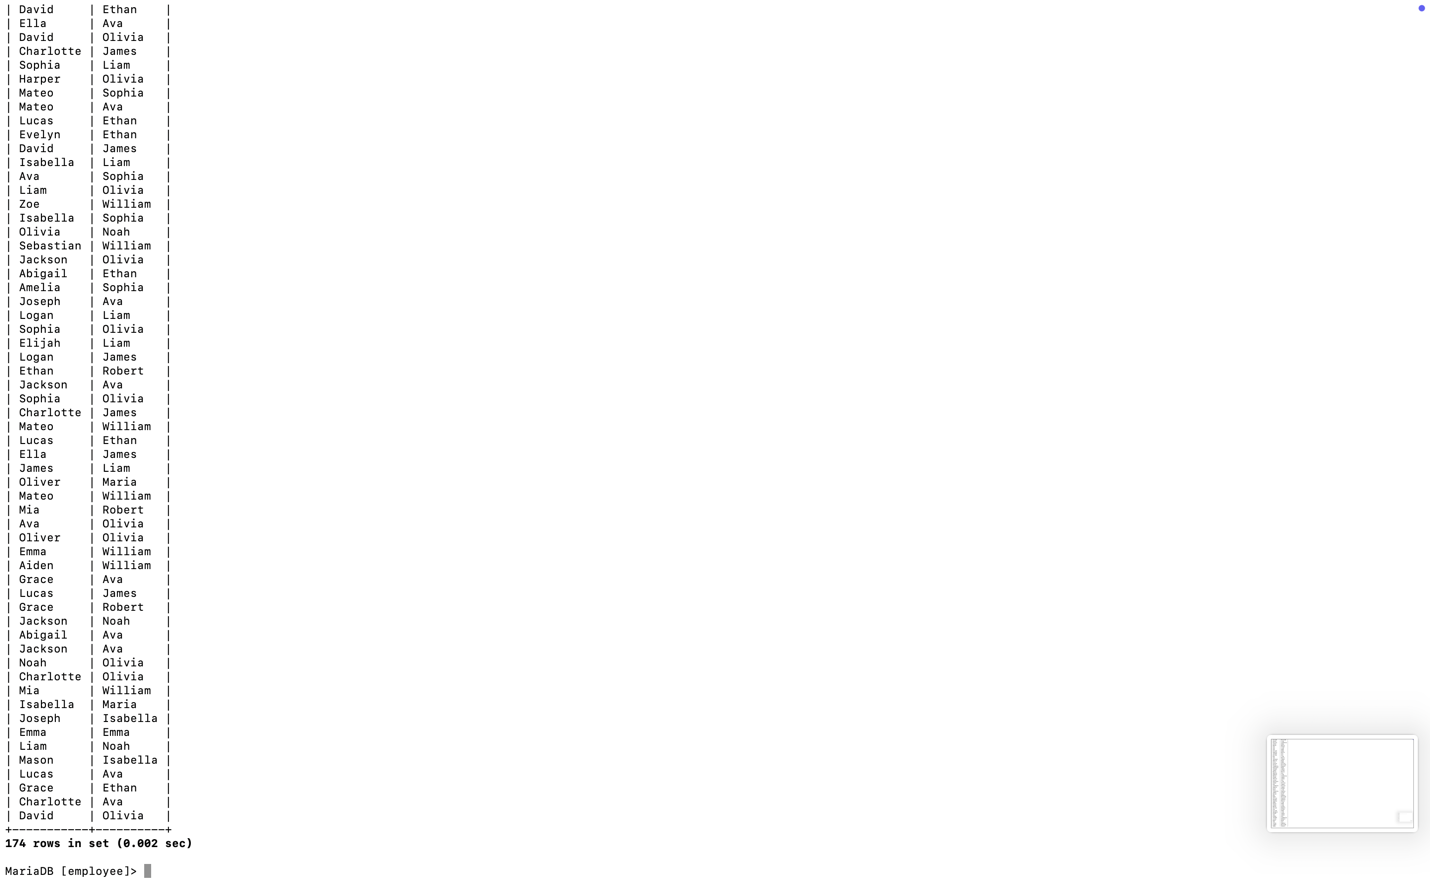 | David     | Ethan    |
| Ella      | Ava      |
| David     | Olivia   |
| Charlotte | James    |
| Sophia    | Liam     |
| Harper    | Olivia   |
| Mateo     | Sophia   |
| Mateo     | Ava      |
| Lucas     | Ethan    |
| Evelyn    | Ethan    |
| David     | James    |
| Isabella  | Liam     |
| Ava       | Sophia   |
| Liam      | Olivia   |
| Zoe       | William  |
| Isabella  | Sophia   |
| Olivia    | Noah     |
| Sebastian | William  |
| Jackson   | Olivia   |
| Abigail   | Ethan    |
| Amelia    | Sophia   |
| Joseph    | Ava      |
| Logan     | Liam     |
| Sophia    | Olivia   |
| Elijah    | Liam     |
| Logan     | James    |
| Ethan     | Robert   |
| Jackson   | Ava      |
| Sophia    | Olivia   |
| Charlotte | James    |
| Mateo     | William  |
| Lucas     | Ethan    |
| Ella      | James    |
| James     | Liam     |
| Oliver    | Maria    |
| Mateo     | William  |
| Mia       | Robert   |
| Ava       | Olivia   |
| Oliver    | Olivia   |
| Emma      | William  |
| Aiden     | William  |
| Grace     | Ava      |
| Lucas     | James    |
| Grace     | Robert   |
| Jackson   | Noah     |
| Abigail   | Ava      |
| Jackson   | Ava      |
| Noah      | Olivia   |
| Charlotte | Olivia   |
| Mia       | William  |
| Isabella  | Maria    |
| Joseph    | Isabella |
| Emma      | Emma     |
| Liam      | Noah     |
| Mason     | Isabella |
| Lucas     | Ava      |
| Grace     | Ethan    |
| Charlotte | Ava      |
| David     | Olivia   |
+-----------+----------+
174 rows in set (0.002 sec)
MariaDB [employee]>